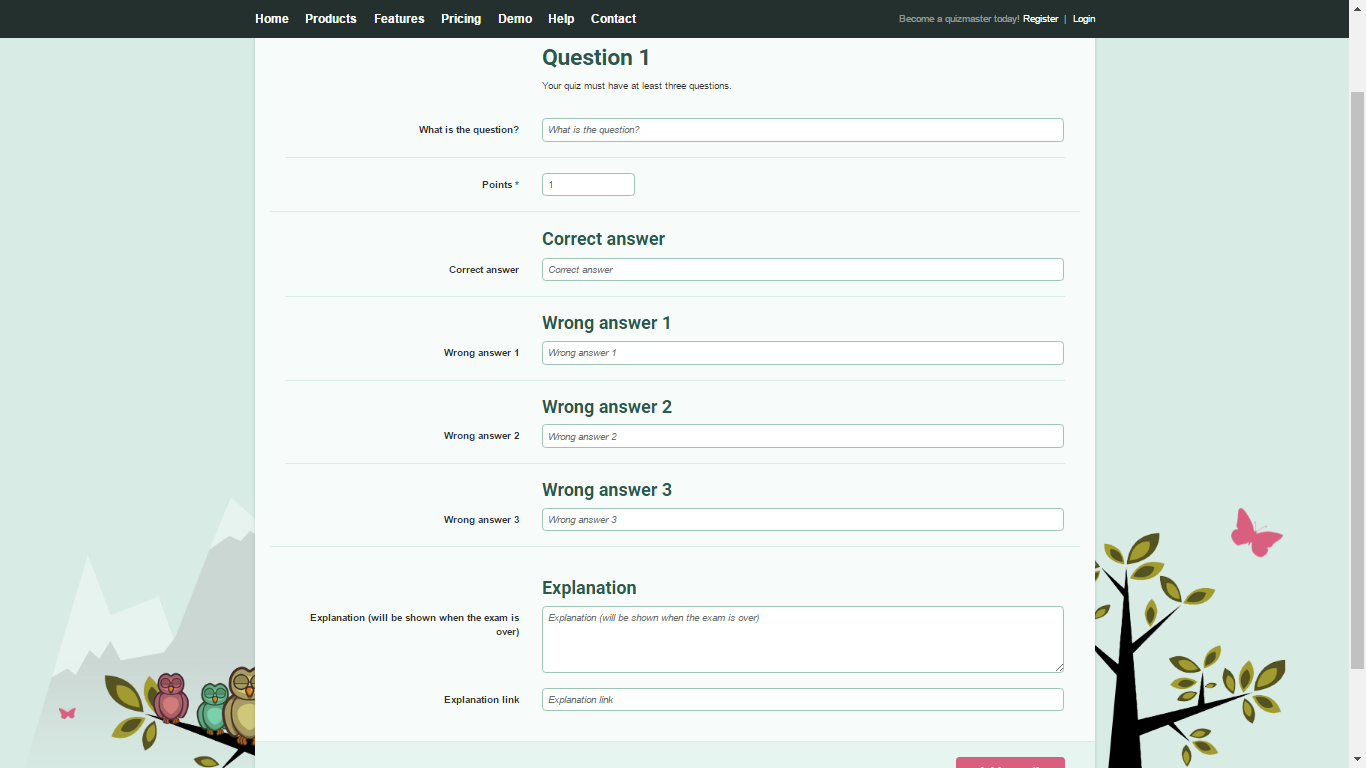 Home Products Features Pricing Demo Help Contact Become a quizmaster today! Register | Login
Question 1
Your quiz must have at least three questions.
What is the question? What is the question?
Points * 1
Correct answer
Correct answer Correct answer
Wrong answer 1
Wrong answer 1 Wrong answer 1
Wrong answer 2
Wrong answer 2 Wrong answer 2
Wrong answer 3
Wrong answer 3 Wrong answer 3
Explanation
Explanation (will be shown when the exam is Explanation (will be shown when the exam is over)
over)
Explanation link Explanation link